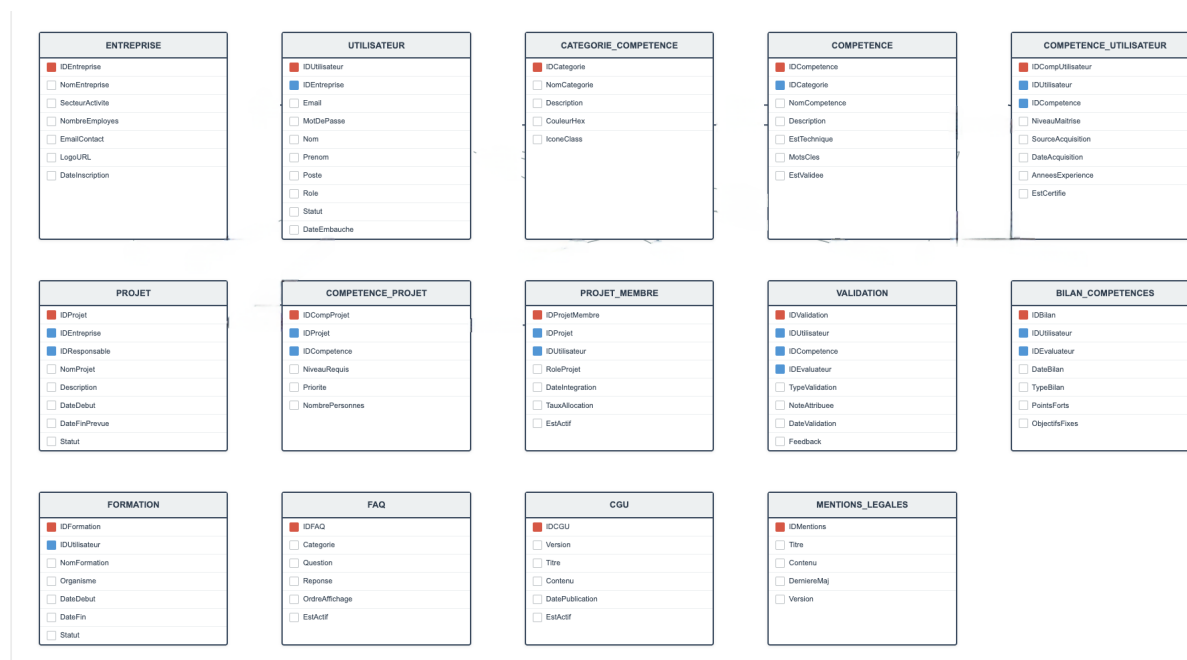 ENTREPRISE
IDEntreprise
NomEntreprise
SecteurActivite
NombreEmployes
EmailContact
LogoURL
DateInscription
UTILISATEUR
IDUtilisateur
IDEntreprise
Email
MotDePasse
Nom
Prenom
Poste
Role
Statut
DateEmbauche
CATEGORIE_COMPETENCE
IDCategorie
NomCategorie
Description
CouleurHex
IconeClass
COMPETENCE
IDCompetence
IDCategorie
NomCompetence
Description
EstTechnique
MotsCles
EstValidee
COMPETENCE_UTILISATEUR
IDCompUtilisateur
IDUtilisateur
IDCompetence
NiveauMaitrise
SourceAcquisition
DateAcquisition
AnneesExperience
EstCertifie
PROJET
IDProjet
IDEntreprise
IDResponsable
NomProjet
Description
DateDebut
DateFinPrevue
Statut
COMPETENCE_PROJET
IDCompProjet
IDProjet
IDCompetence
NiveauRequis
Priorite
NombrePersonnes
PROJET_MEMBRE
IDProjetMembre
IDProjet
IDUtilisateur
RoleProjet
DateIntegration
TauxAllocation
EstActif
VALIDATION
IDValidation
IDUtilisateur
IDCompetence
IDEvaluateur
TypeValidation
NoteAttribuee
DateValidation
Feedback
BILAN_COMPETENCES
IDBilan
IDUtilisateur
IDEvaluateur
DateBilan
TypeBilan
PointsForts
ObjectifsFixes
FORMATION
IDFormation
IDUtilisateur
NomFormation
Organisme
DateDebut
DateFin
Statut
FAQ
IDFAQ
Categorie
Question
Reponse
OrdreAffichage
EstActif
CGU
IDCGU
Version
Titre
Contenu
DatePublication
EstActif
MENTIONS_LEGALES
IDMentions
Titre
Contenu
DerniereMaj
Version